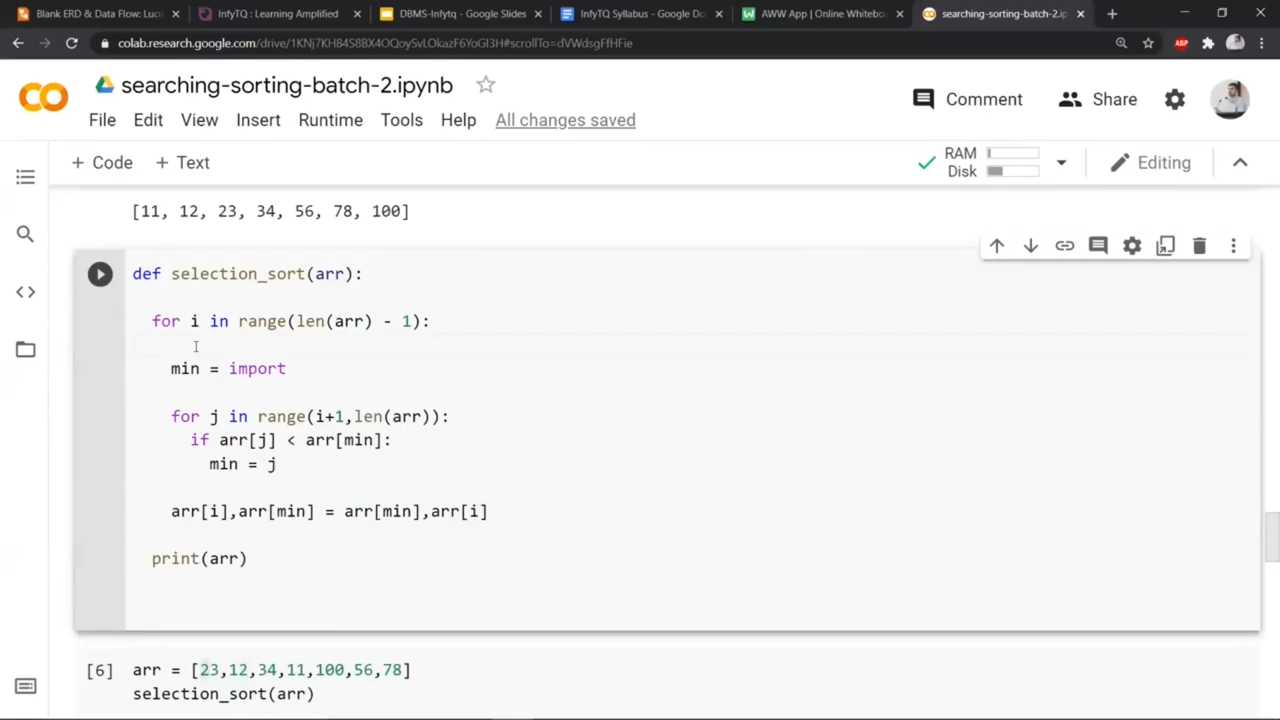 Blank ERD & Data Flow: Luc
InfyTQ : Learning Amplified
DBMS-Infytq - Google Slides
InfyTQ Syllabus - Google Do
AWW App | Online Whitebo
searching-sorting-batch-2.ip
colab.research.google.com/drive/1KNj7KH84S8BX4OQoySvLOkazF6YoGI3H#scrollTo=dVWdsgFfHFie
ABP
searching-sorting-batch-2.ipynb
File Edit View Insert Runtime Tools Help All changes saved
Comment
Share
+ Code + Text
RAM
Disk
Editing
[11, 12, 23, 34, 56, 78, 100]
def selection_sort(arr):
for i in range(len(arr) - 1):
min = import
for j in range(i+1,len(arr)):
if arr[j] < arr[min]:
min = j
arr[i],arr[min] = arr[min],arr[i]
print(arr)
[6] arr = [23,12,34,11,100,56,78]
selection_sort(arr)